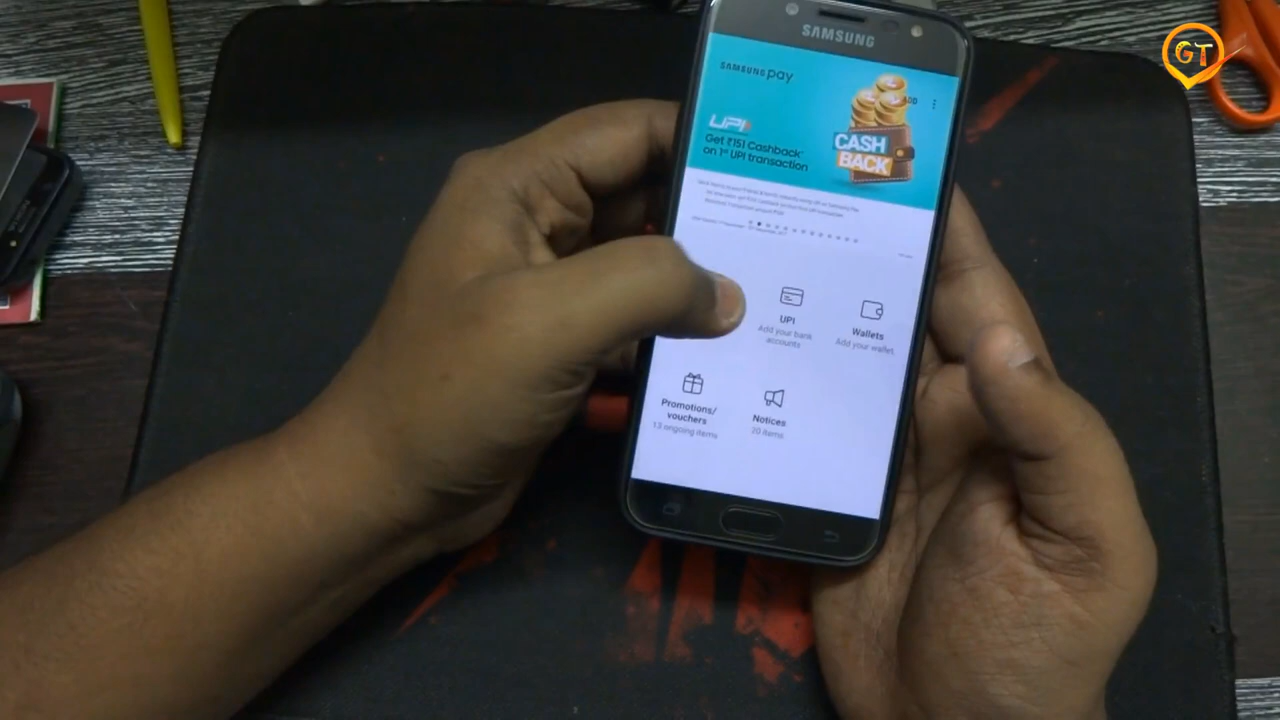 GT
SAMSUNG
SAMSUNG pay
ADD
UPI
Get ₹151 Cashback*
on 1st UPI transaction
CASH
BACK
UPI
Add your bank
accounts
Wallets
Add your wallet.
Promotions/
vouchers
13 ongoing items
Notices
20 items